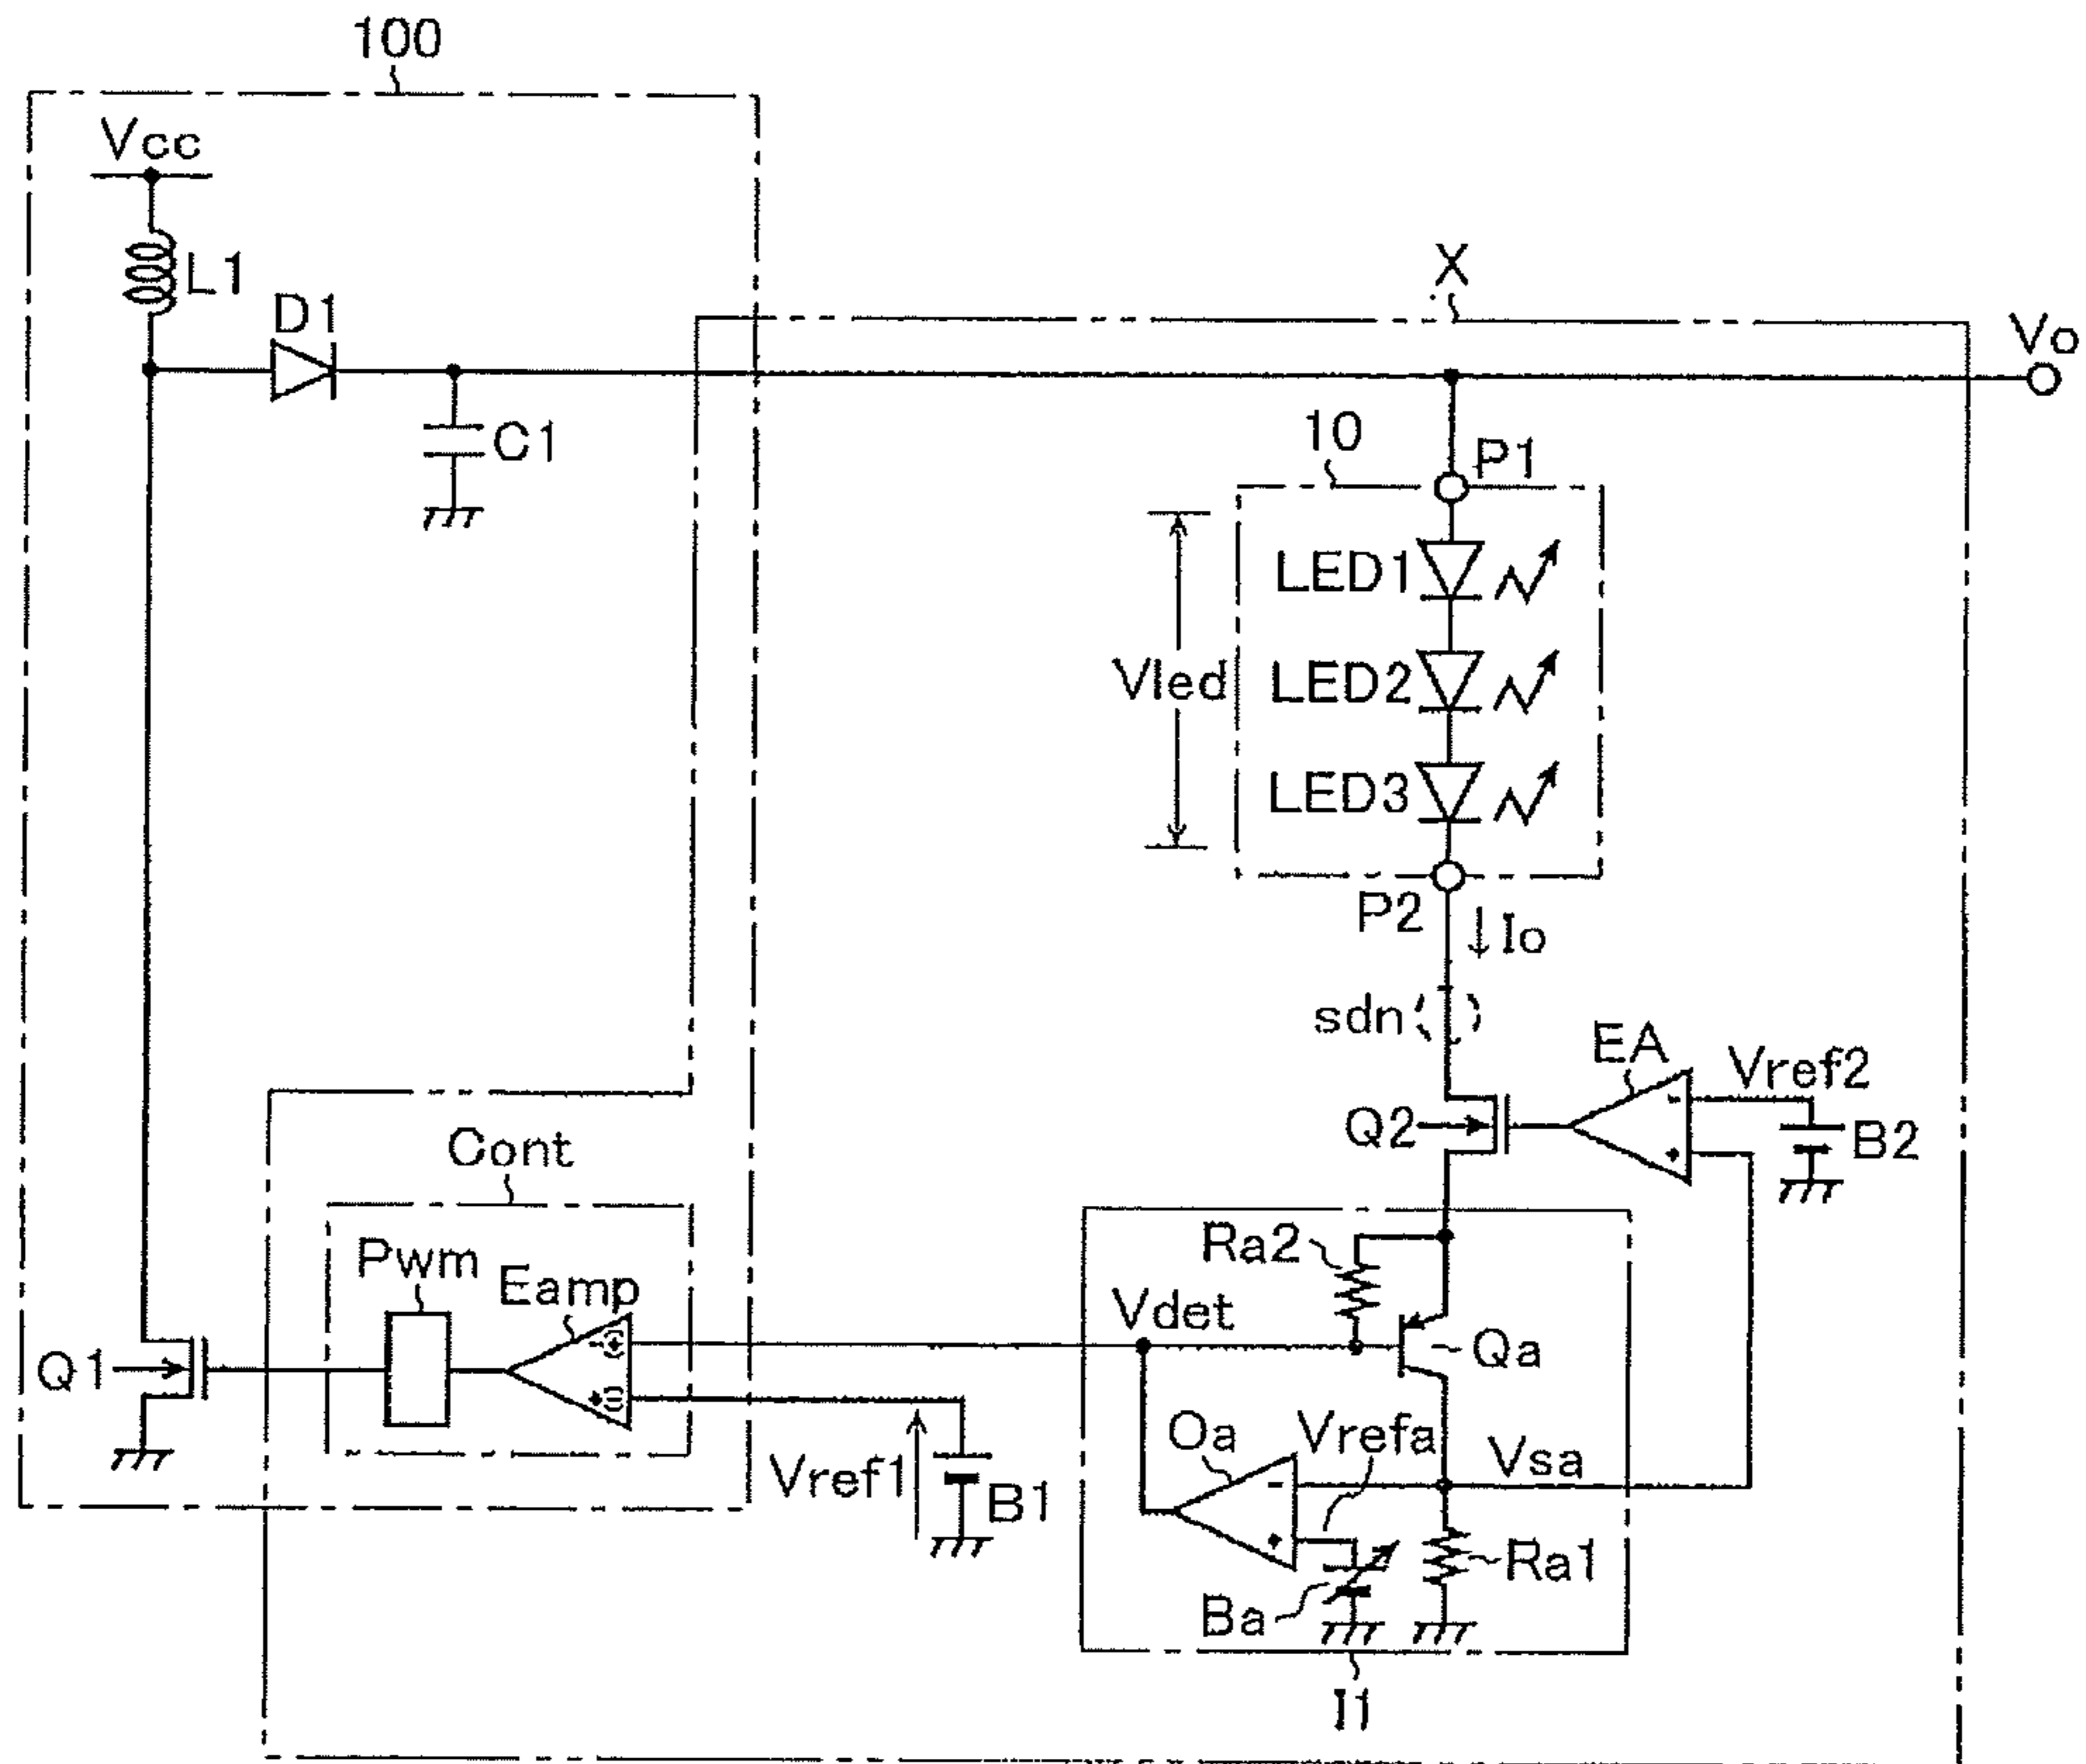 100
Vcc
L1
D1
C1
X
Vo
10
P1
LED1
Vled
LED2
LED3
P2
Io
sdn
EA
Vref2
Q2
B2
-
+
Cont
Pwm
Eamp
-(+)
+(-)
Q1
Vref1
B1
Ra2
Vdet
Qa
Oa
Vrefa
Vsa
-
+
Ba
Ra1
I1